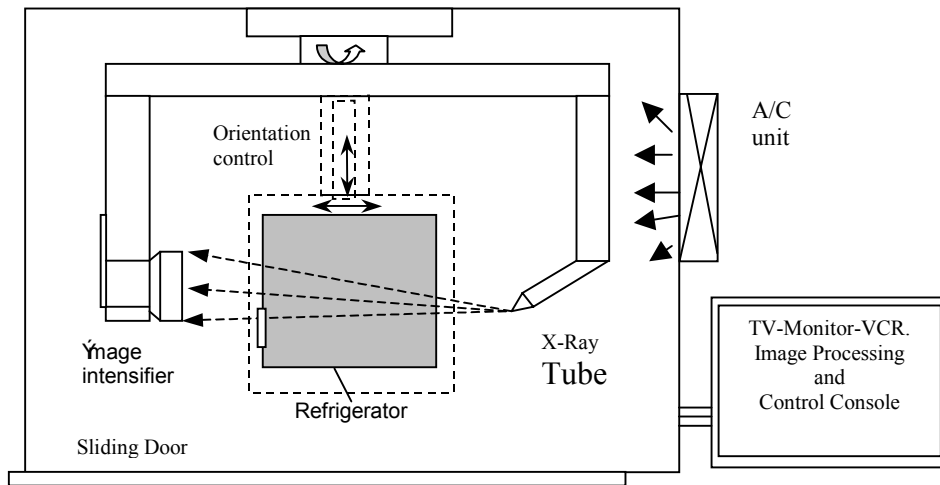 Orientation
control
A/C
unit
Ýmage
intensifier
X-Ray
Tube
Refrigerator
Sliding Door
TV-Monitor-VCR.
Image Processing
and
Control Console